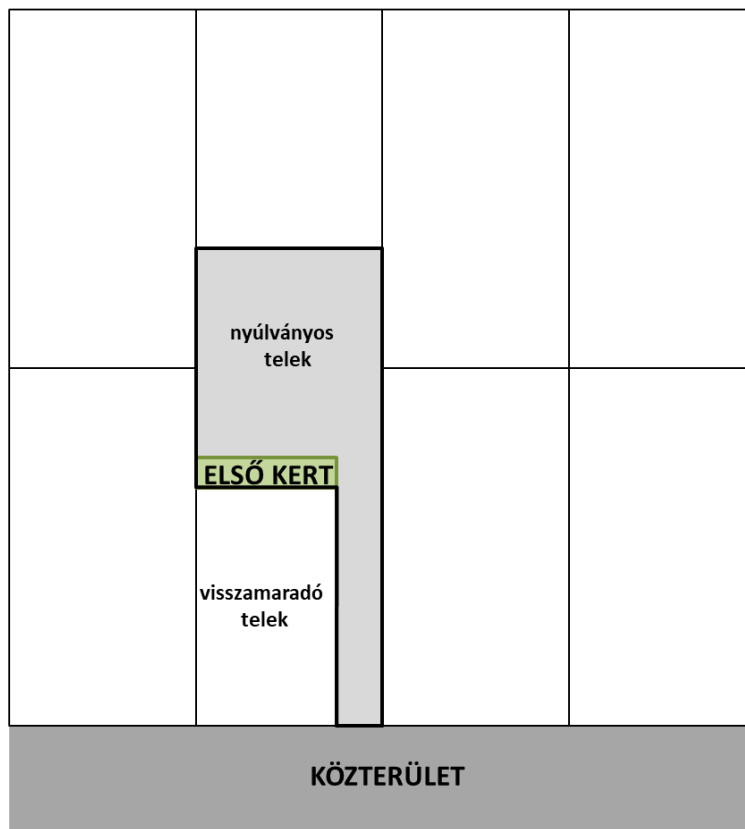 nyúlványos
telek
ELSŐ KERT
visszamaradó
telek
KÖZTERÜLET